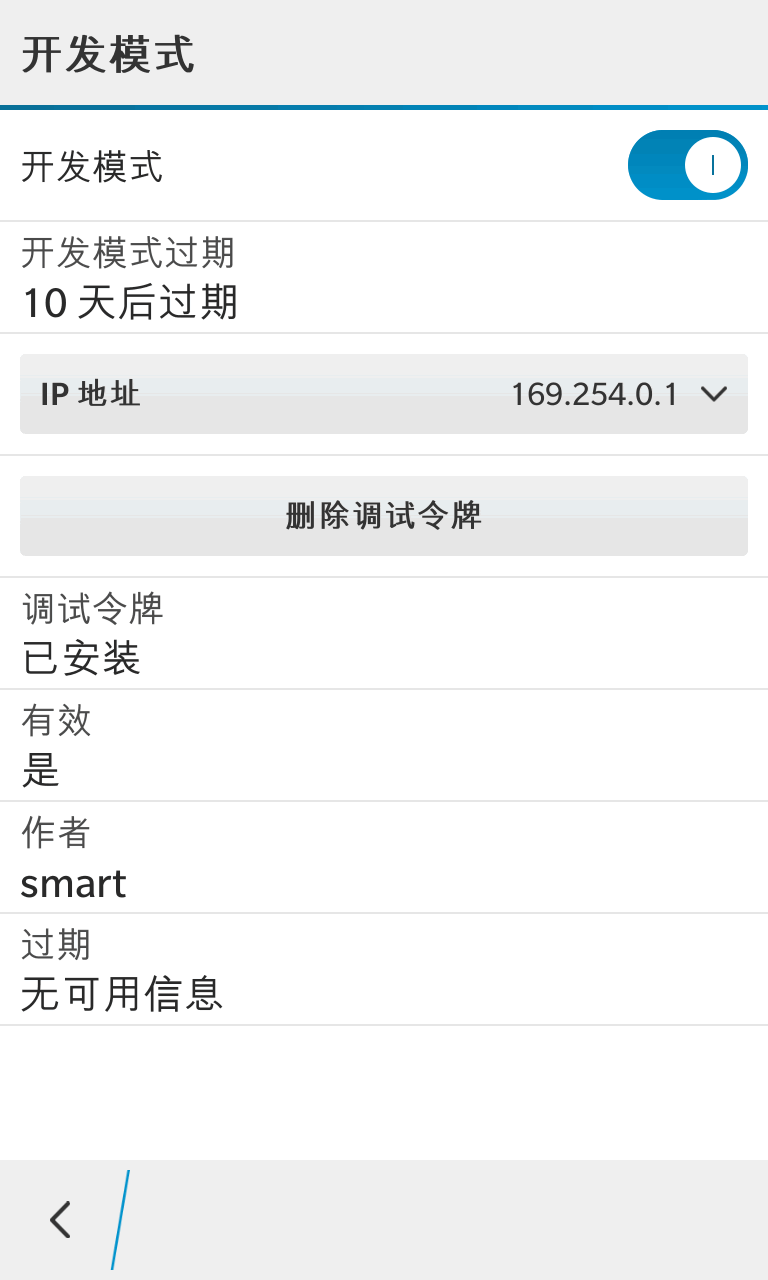 开发模式
开发模式
开发模式过期
10 天后过期
IP 地址 169.254.0.1
删除调试令牌
调试令牌
已安装
有效
是
作者
smart
过期
无可用信息